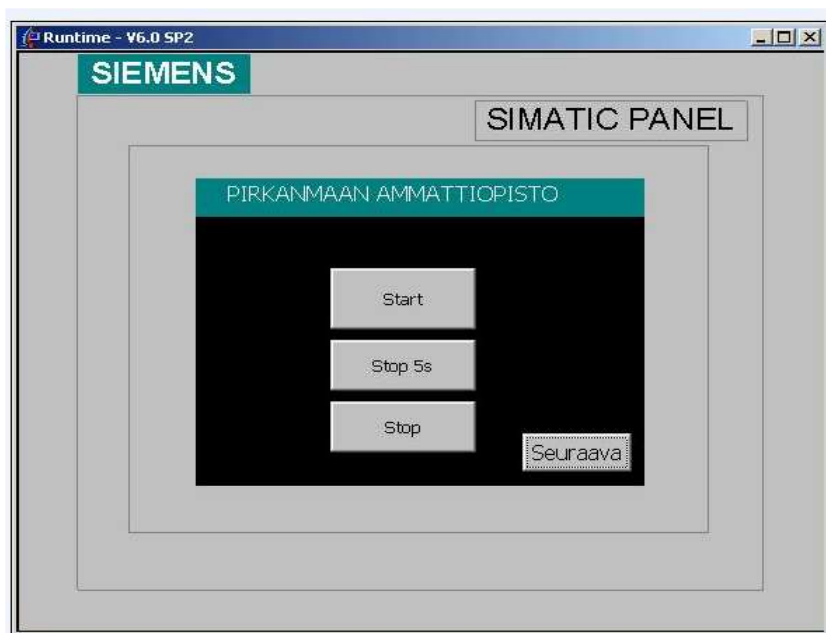 Runtime - V6.0 SP2
SIEMENS
SIMATIC PANEL
PIRKANMAAN AMMATTIOPISTO
Start
Stop 5s
Stop
Seuraava